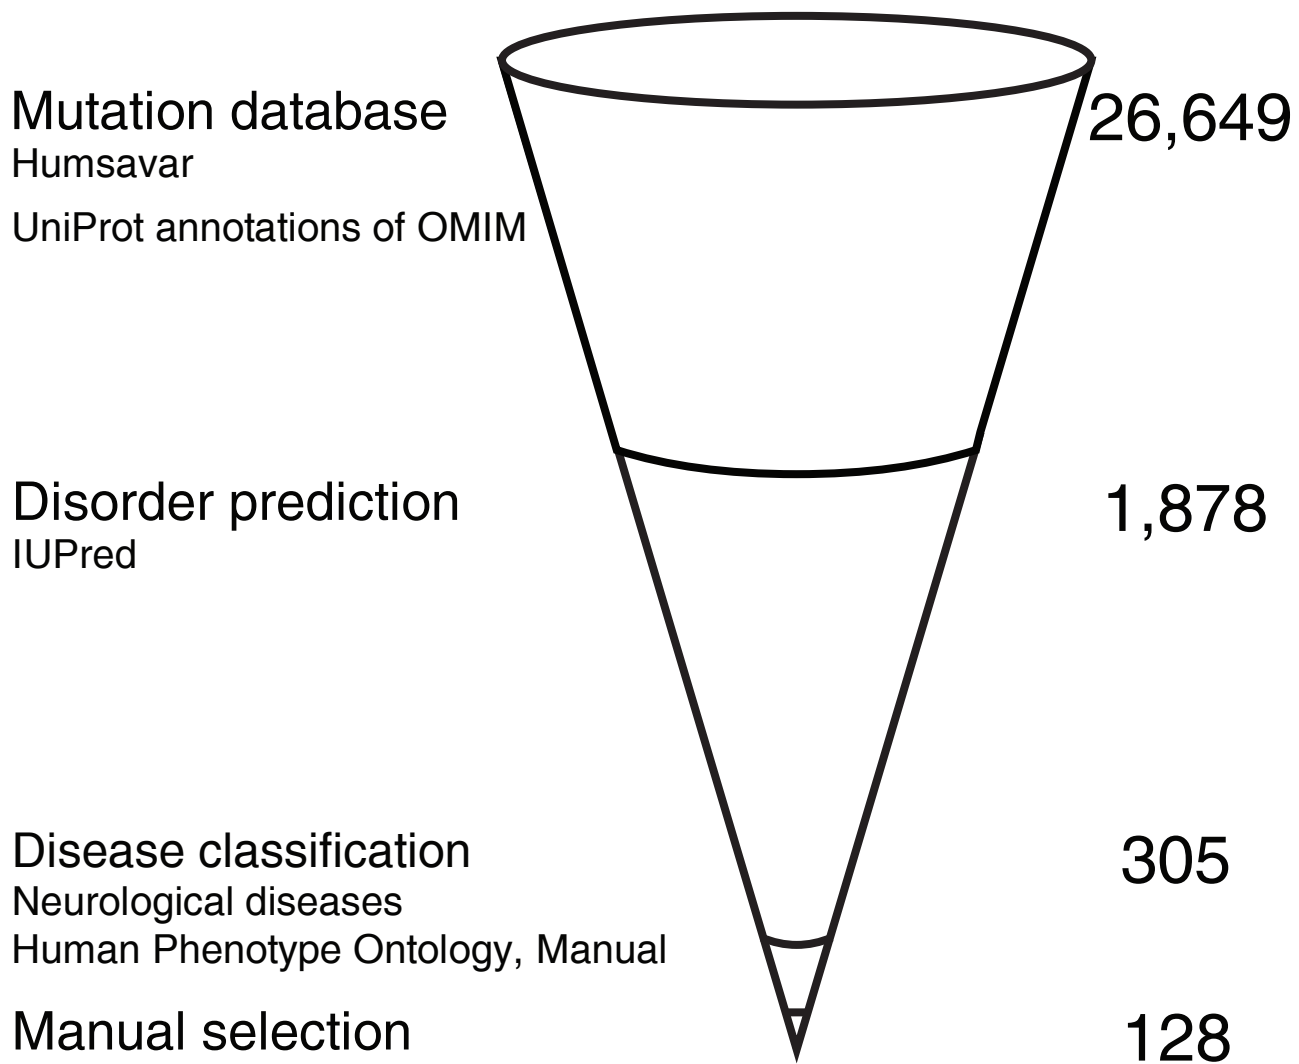 Mutation database
26,649
Humsavar
UniProt annotations of OMIM
Disorder prediction
1,878
IUPred
Disease classification
305
Neurological diseases
Human Phenotype Ontology, Manual
Manual selection
128